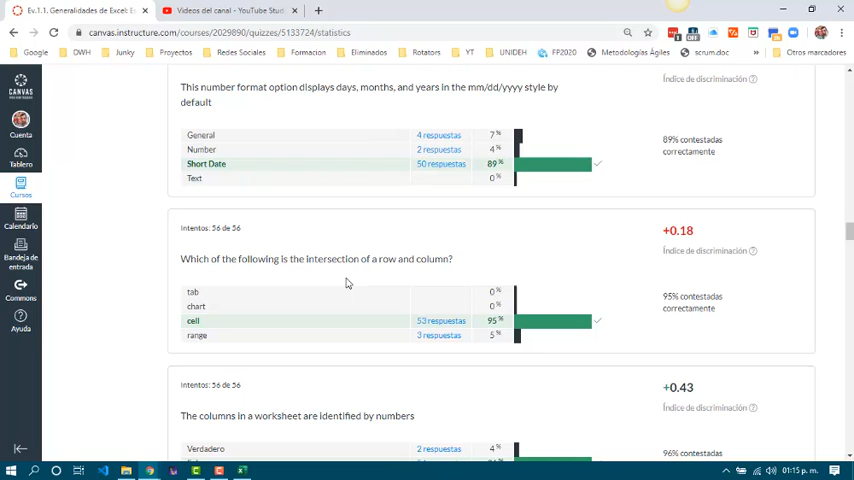 Ev.1.1. Generalidades de Excel: E
Videos del canal - YouTube Studi
canvas.instructure.com/courses/2029890/quizzes/5133724/statistics
Google
DWH
Junky
Proyectos
Redes Sociales
Formacion
Eliminados
Rotators
YT
UNIDEH
FP2020
Metodologías Ágiles
scrum.doc
Otros marcadores
CANVAS
Cuenta
Tablero
Cursos
Calendario
Bandeja de
entrada
Commons
Ayuda
This number format option displays days, months, and years in the mm/dd/yyyy style by
default
General 4 respuestas 7%
Number 2 respuestas 4%
Short Date 50 respuestas 89%
Text 0%
Índice de discriminación
89% contestadas
correctamente
Intentos: 56 de 56
Which of the following is the intersection of a row and column?
tab 0%
chart 0%
cell 53 respuestas 95%
range 3 respuestas 5%
+0.18
Índice de discriminación
95% contestadas
correctamente
Intentos: 56 de 56
The columns in a worksheet are identified by numbers
Verdadero 2 respuestas 4%
+0.43
Índice de discriminación
96% contestadas
01:15 p. m.